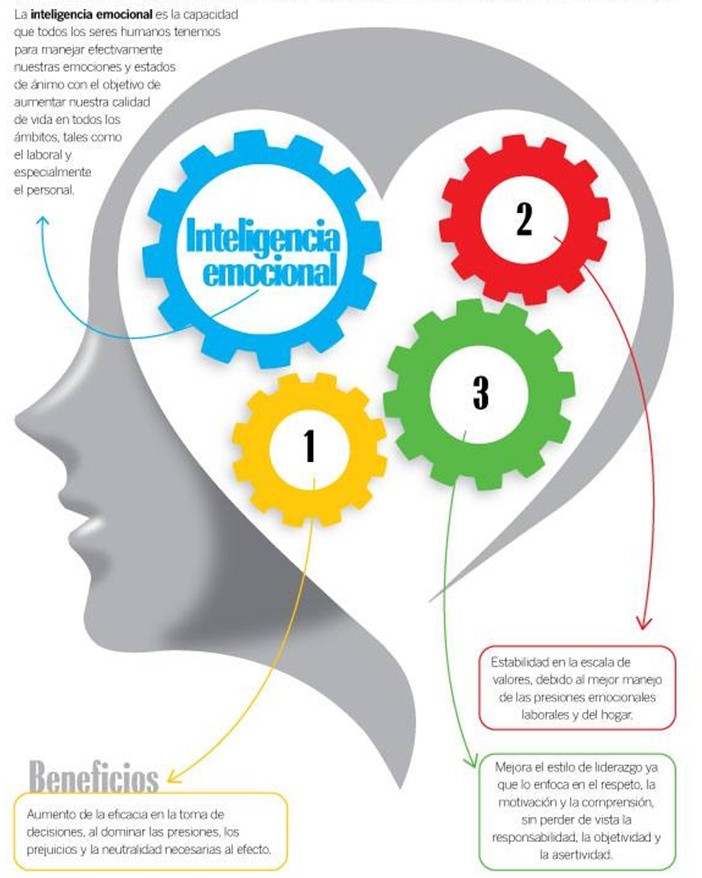 La inteligencia emocional es la capacidad
que todos los seres humanos tenemos
para manejar efectivamente
nuestras emociones y estados
de ánimo con el objetivo de
aumentar nuestra calidad
de vida en todos los
ámbitos, tales como
el laboral y
especialmente
el personal.
Inteligencia
emocional
2
3
1
Estabilidad en la escala de
valores, debido al mejor manejo
de las presiones emocionales
laborales y del hogar.
Mejora el estilo de liderazgo ya
que lo enfoca en el respeto, la
motivación y la comprensión,
sin perder de vista la
responsabilidad, la objetividad y
la asertividad.
Beneficios
Aumento de la eficacia en la toma de
decisiones, al dominar las presiones, los
prejuicios y la neutralidad necesarias al efecto.